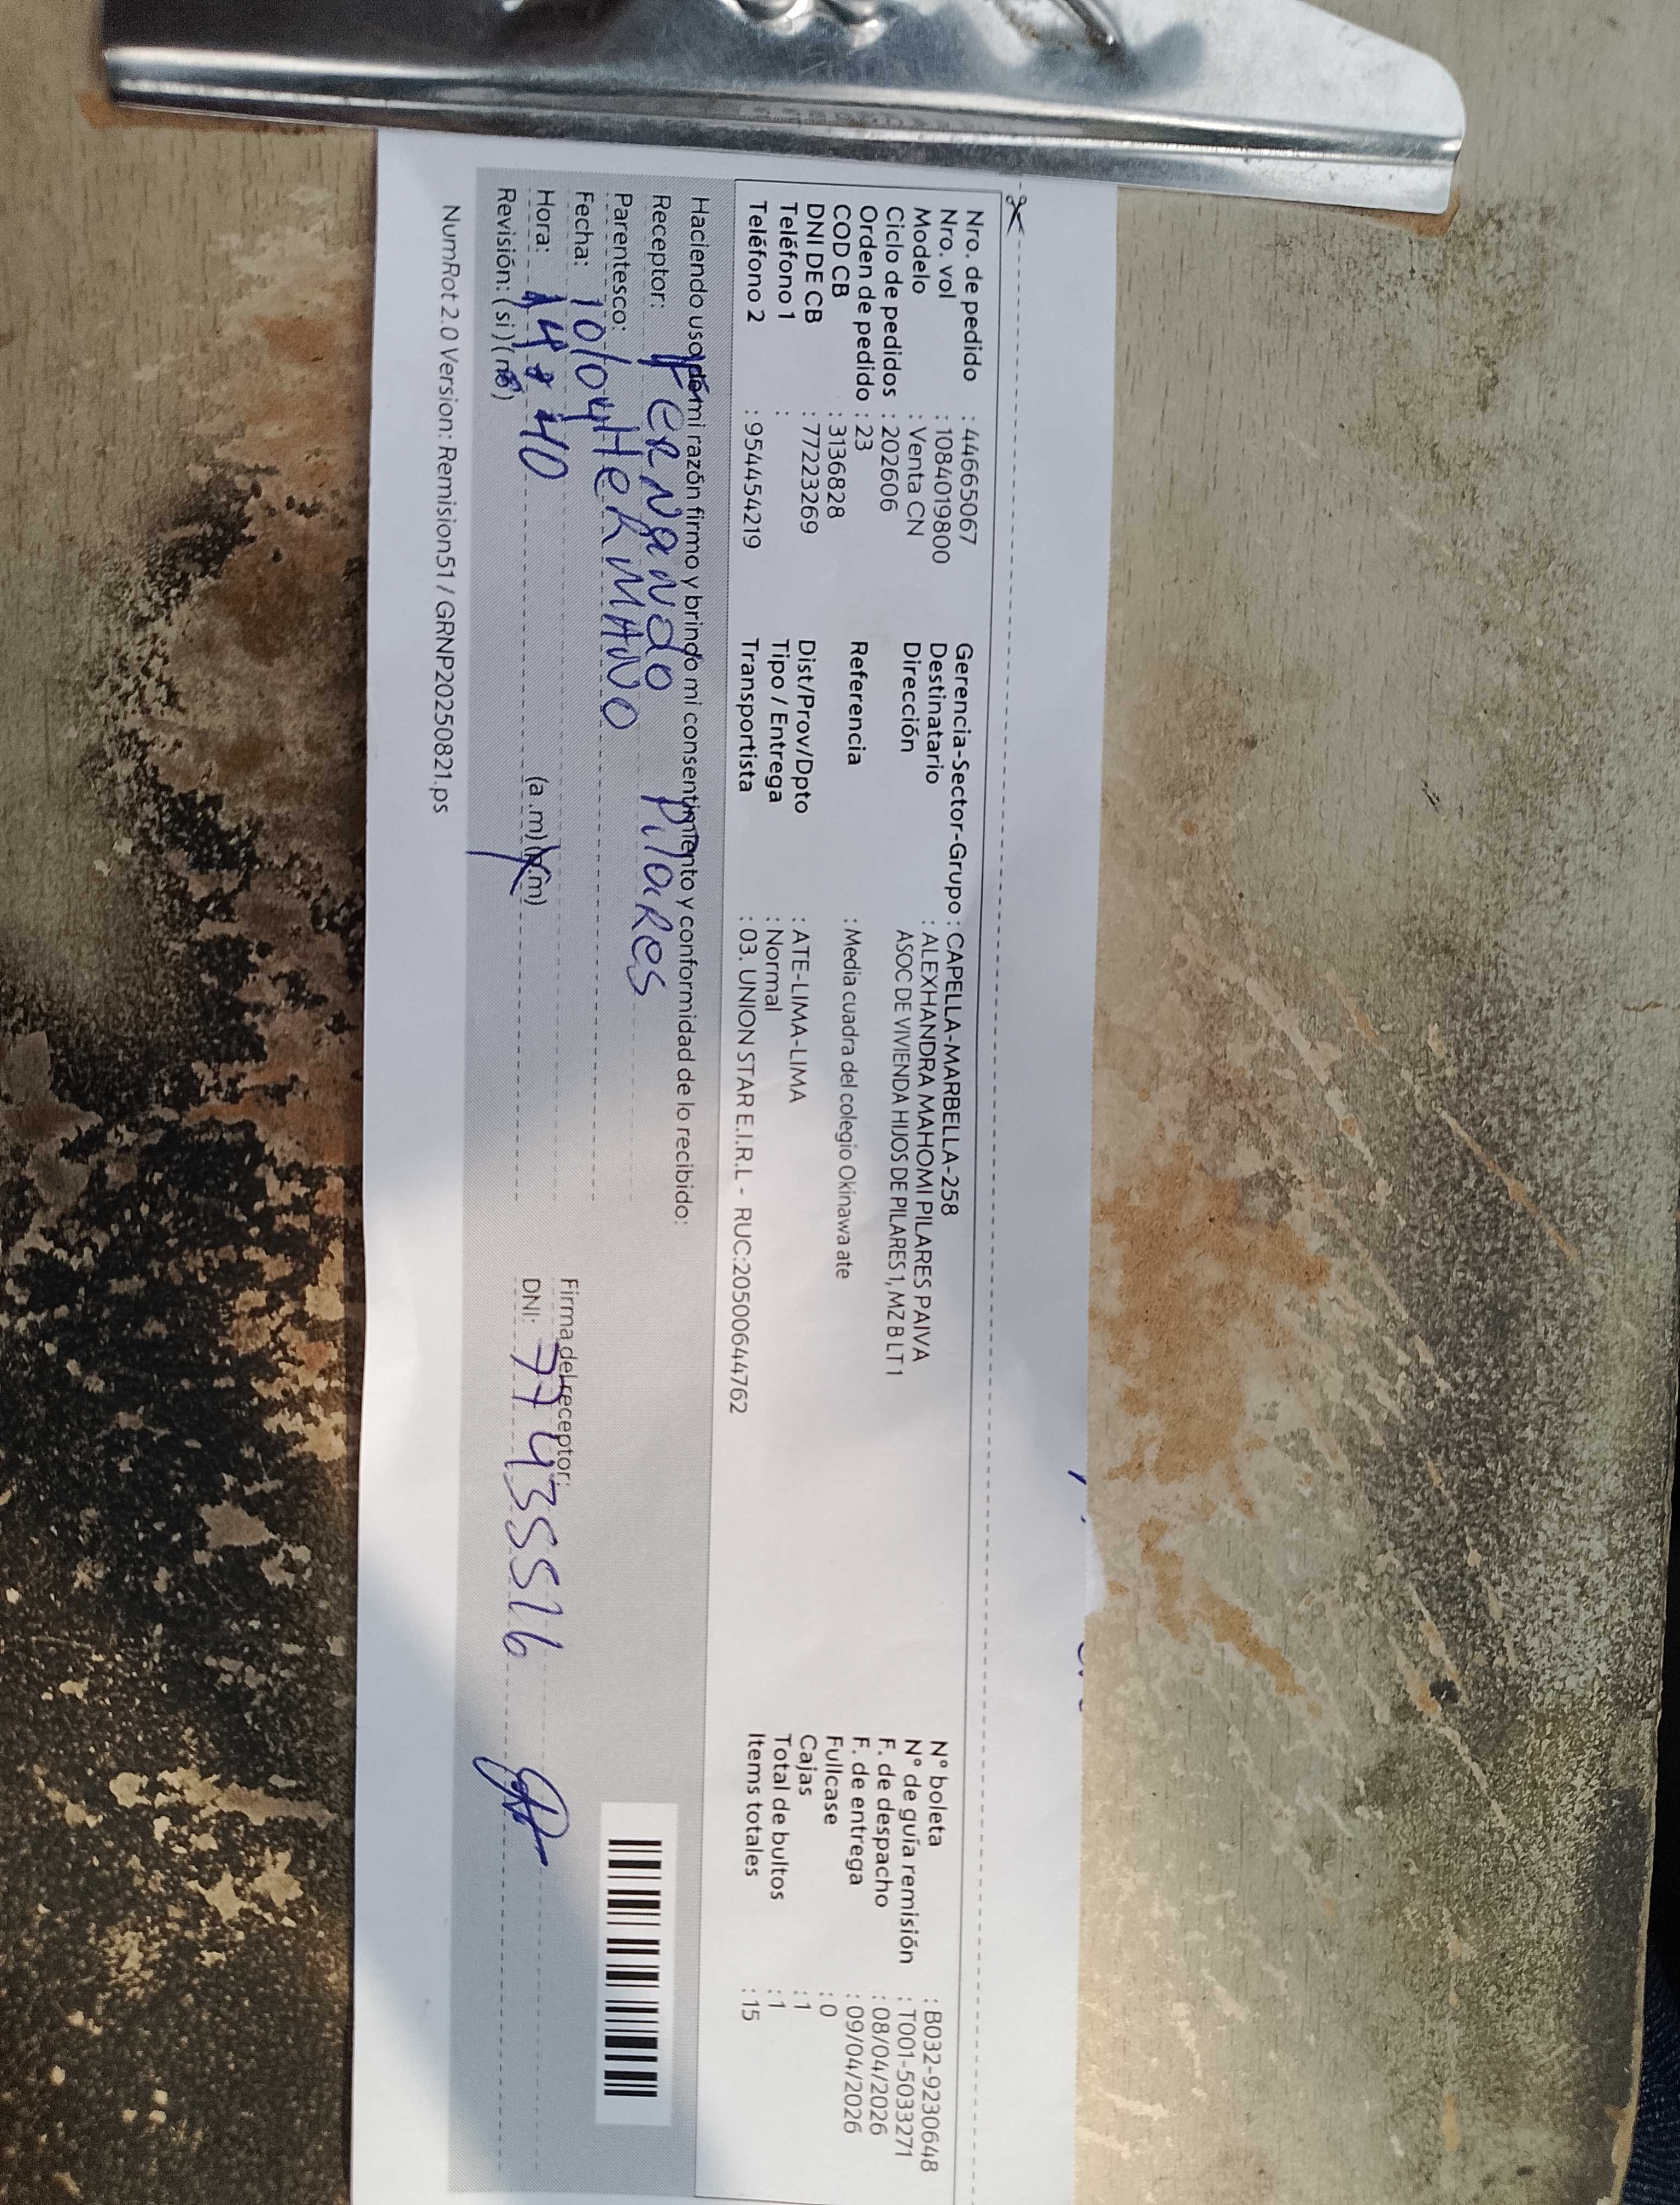 Nro. de pedido : 446665067
Nro. vol : 1084019800
Modelo : Venta CN
Ciclo de pedidos : 202606
Orden de pedido : 23
COD CB : 3136828
DNI DE CB : 77223269
Teléfono 1 :
Teléfono 2 : 954454219
Gerencia-Sector-Grupo : CAPELLA-MARBELLA-258
Destinatario : ALEXHANDRA MAHOMI PILARES PAIVA
Dirección ASOC DE VIVIENDA HIJOS DE PILARES 1, MZ B LT 1
Referencia : Media cuadra del colegio Okinawa ate
Dist/Prov/Dpto : ATE-LIMA-LIMA
Tipo / Entrega : Normal
Transportista : 03. UNION STAR E.I.R.L - RUC:20500644762
N° boleta : B032-9230648
N° de guía remisión : T001-5033271
F. de despacho : 08/04/2026
F. de entrega : 09/04/2026
Fullcase : 0
Cajas : 1
Total de bultos : 1
Items totales : 15
Haciendo uso de mi razón firmo y brindo mi consentimiento y conformidad de lo recibido:
Receptor: Fernando Pilares
Parentesco: HERMANO
Fecha: 10/04
Hora: 14:40 (a.m) (p.m)
Revisión: (si) (no)
Firma del receptor:
DNI: 77435516
NumRot 2.0 Version: Remision51 / GRNP20250821.ps